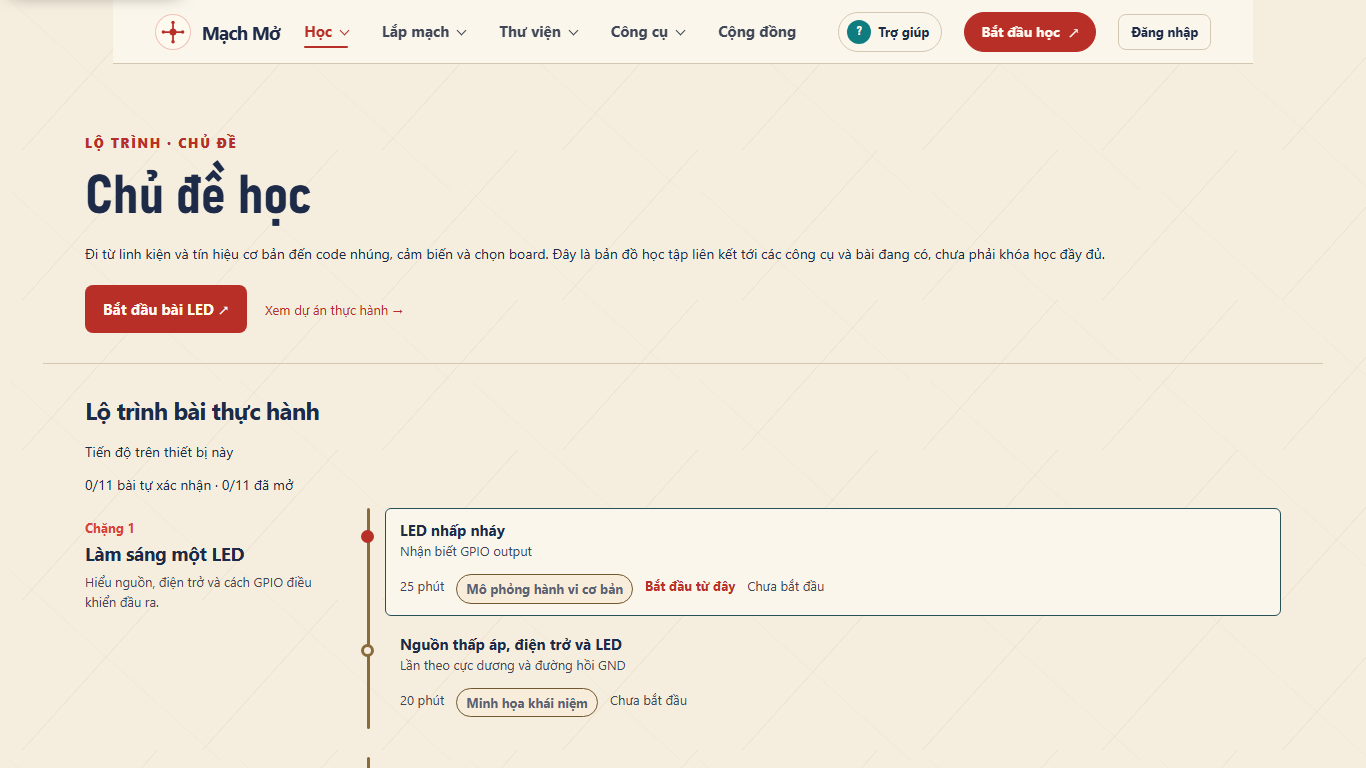 Mạch Mở
Học
Lắp mạch
Thư viện
Công cụ
Cộng đồng
? Trợ giúp
Bắt đầu học ↗
Đăng nhập
LỘ TRÌNH · CHỦ ĐỀ
Chủ đề học
Đi từ linh kiện và tín hiệu cơ bản đến code nhúng, cảm biến và chọn board. Đây là bản đồ học tập liên kết tới các công cụ và bài đang có, chưa phải khóa học đầy đủ.
Bắt đầu bài LED ↗
Xem dự án thực hành →
Lộ trình bài thực hành
Tiến độ trên thiết bị này
0/11 bài tự xác nhận · 0/11 đã mở
Chặng 1
Làm sáng một LED
Hiểu nguồn, điện trở và cách GPIO điều
khiển đầu ra.
LED nhấp nháy
Nhận biết GPIO output
25 phút
Mô phỏng hành vi cơ bản
Bắt đầu từ đây
Chưa bắt đầu
Nguồn thấp áp, điện trở và LED
Lần theo cực dương và đường hồi GND
20 phút
Minh họa khái niệm
Chưa bắt đầu